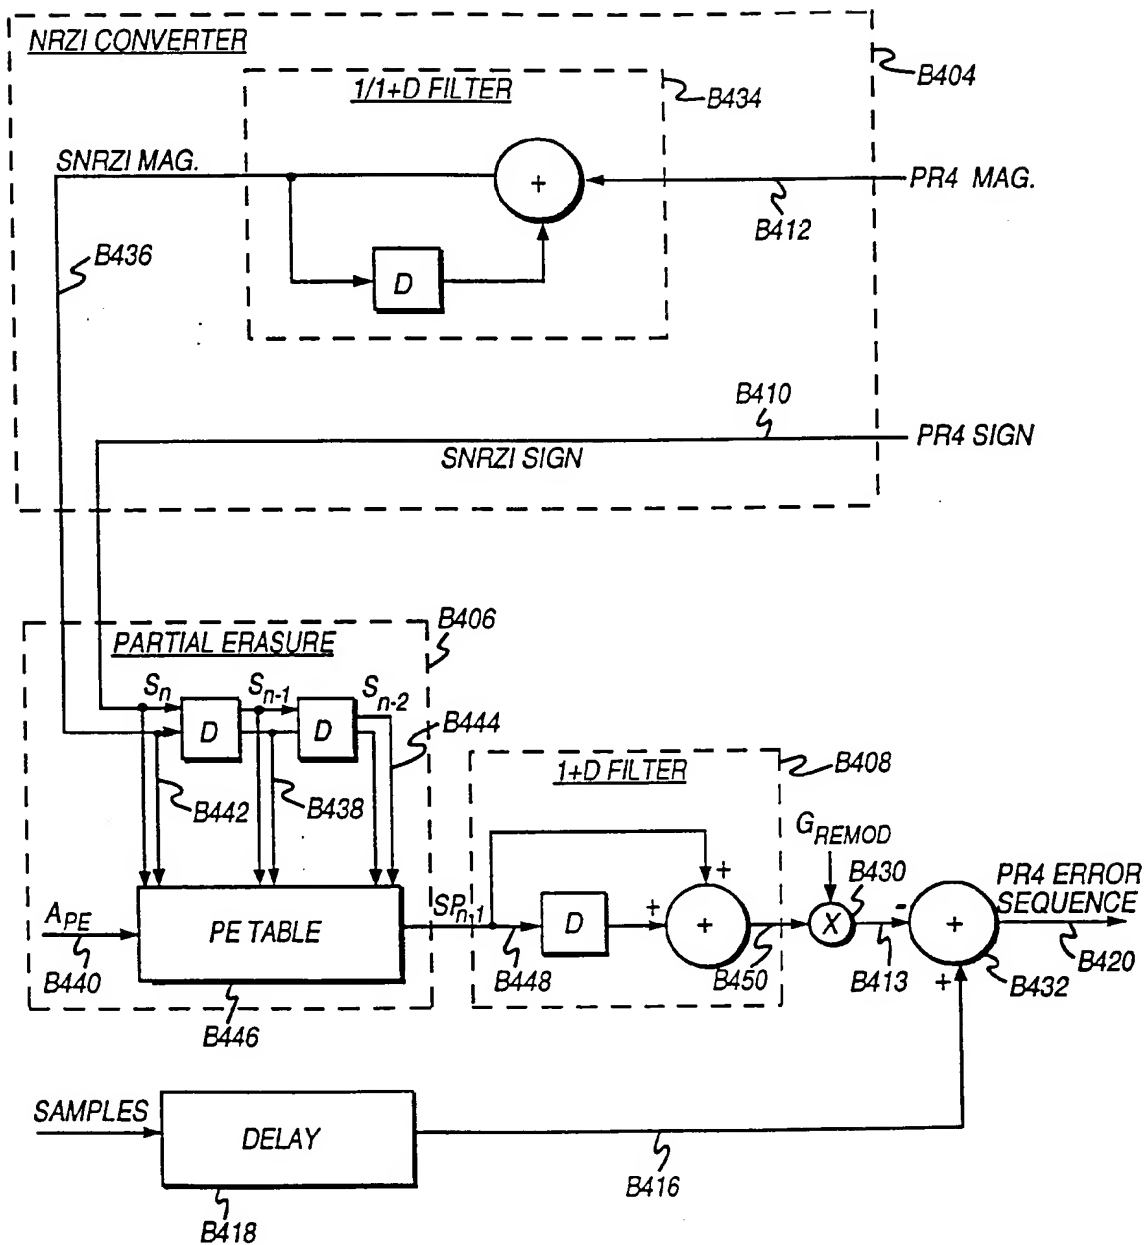 NRZI CONVERTER
B404
1/1+D FILTER
B434
SNRZI MAG.
+
PR4 MAG.
B412
B436
D
B410
PR4 SIGN
SNRZI SIGN
B406
PARTIAL ERASURE
Sn
Sn-1
Sn-2
D
D
B444
B442
B438
B408
1+D FILTER
GREMOD
B430
PR4 ERROR
SEQUENCE
APE
PE TABLE
SPn-1
D
+
+
+
X
-
+
+
B440
B448
B450
B413
B432
B420
B446
SAMPLES
DELAY
B416
B418